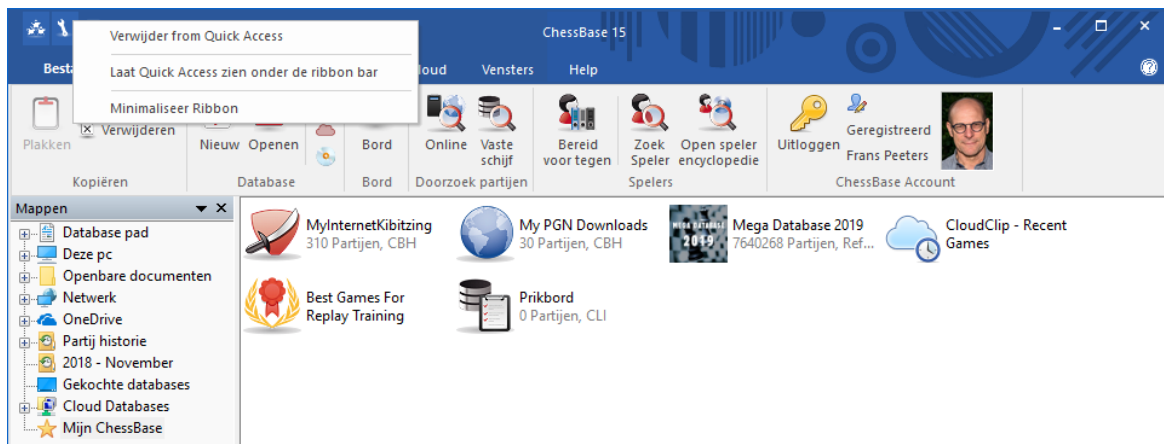 ChessBase 15
Verwijder from Quick Access
Laat Quick Access zien onder de ribbon bar
Minimaliseer Ribbon
Vensters Help
Plakken
Verwijderen
Kopiëren
Nieuw Openen
Database
Bord
Bord
Online Vaste schijf
Doorzoek partijen
Bereid voor tegen
Zoek Speler
Open speler encyclopedie
Spelers
Uitloggen
Geregistreerd
Frans Peeters
ChessBase Account
Mappen
Database pad
Deze pc
Openbare documenten
Netwerk
OneDrive
Partij historie
2018 - November
Gekochte databases
Cloud Databases
Mijn ChessBase
MyInternetKibitzing
310 Partijen, CBH
My PGN Downloads
30 Partijen, CBH
MEGA DATABASE
2019
Mega Database 2019
7640268 Partijen, Ref...
CloudClip - Recent
Games
Best Games For
Replay Training
Prikbord
0 Partijen, CLI